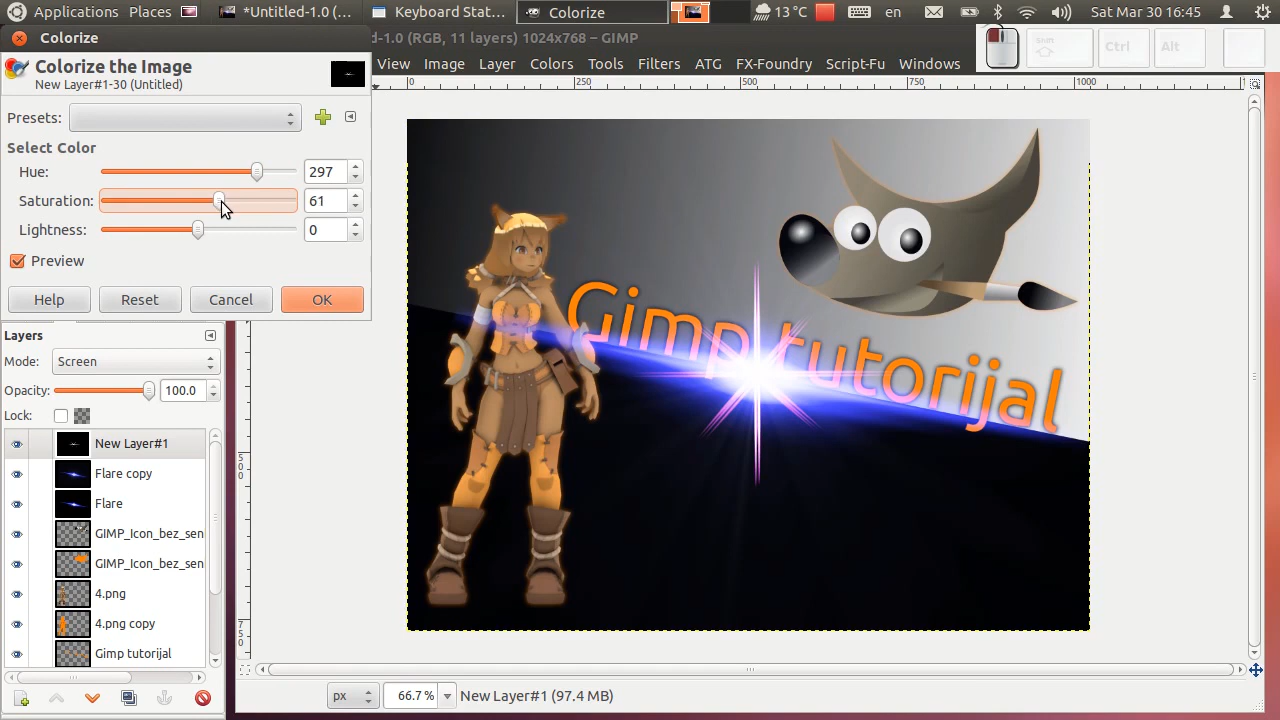 Applications Places *Untitled-1.0 (... Keyboard Stat... Colorize 13 °C en Sat Mar 30 16:45
Colorize
d-1.0 (RGB, 11 layers) 1024x768 – GIMP
View Image Layer Colors Tools Filters ATG FX-Foundry Script-Fu Windows
Shift Ctrl Alt
Colorize the Image
New Layer#1-30 (Untitled)
Presets:
Select Color
Hue: 297
Saturation: 61
Lightness: 0
Preview
Help Reset Cancel OK
0 250 500 750 1000
Layers
Mode: Screen
Opacity: 100.0
Lock:
New Layer#1
Flare copy
Flare
GIMP_Icon_bez_sen
GIMP_Icon_bez_sen
4.png
4.png copy
Gimp tutorijal
500
750
Gimp tutorijal
px 66.7 % New Layer#1 (97.4 MB)